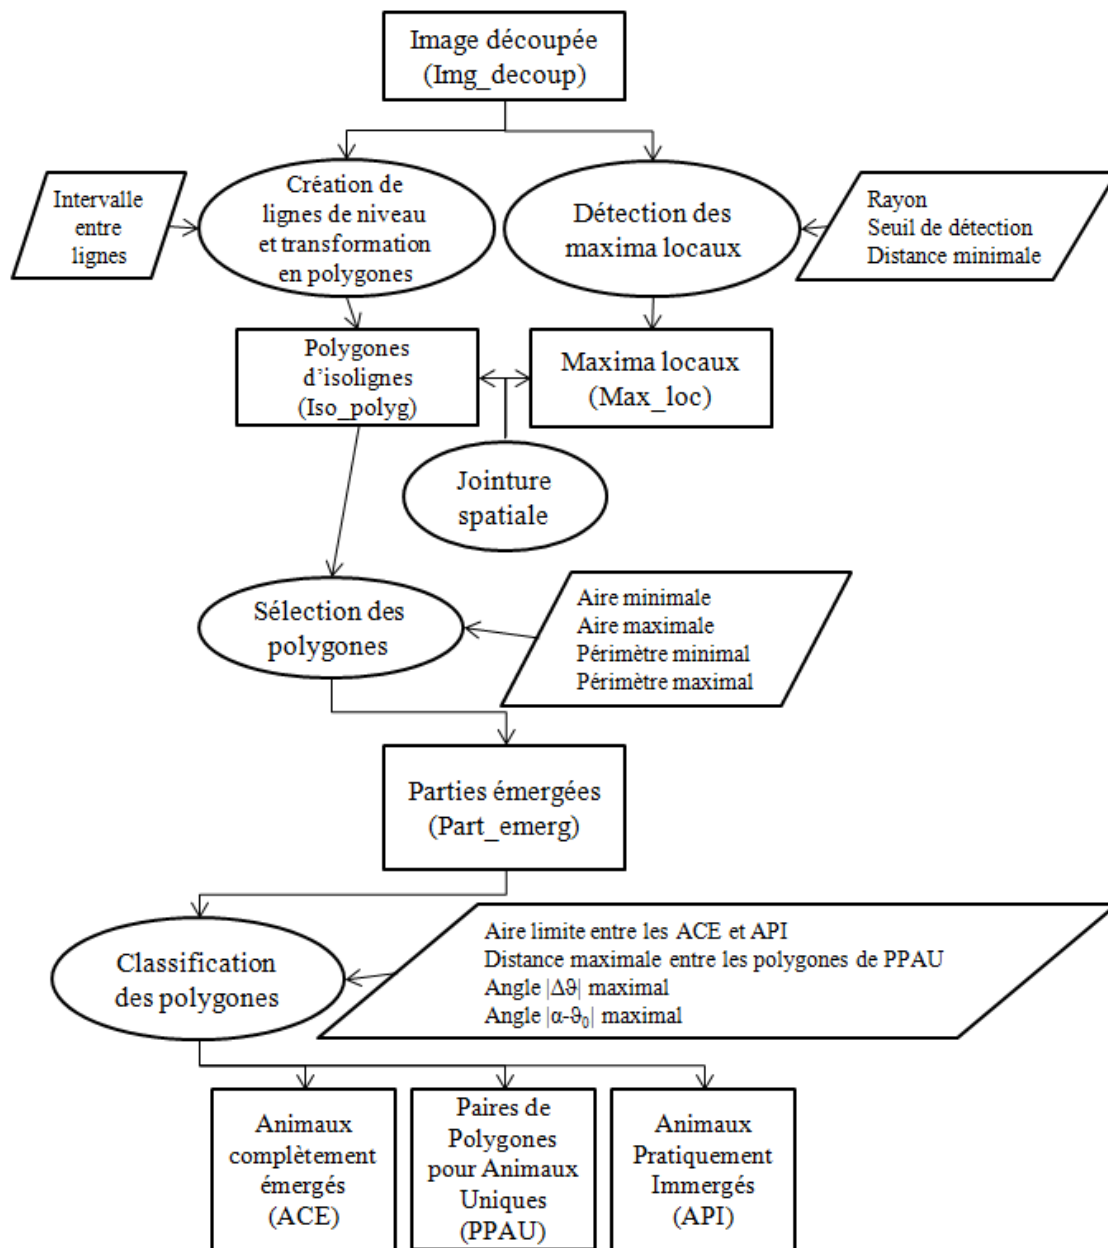 Image découpée
(Img_decoup)
Intervalle
entre
lignes
Création de
lignes de niveau
et transformation
en polygones
Détection des
maxima locaux
Rayon
Seuil de détection
Distance minimale
Polygones
d'isolignes
(Iso_polyg)
Maxima locaux
(Max_loc)
Jointure
spatiale
Sélection des
polygones
Aire minimale
Aire maximale
Périmètre minimal
Périmètre maximal
Parties émergées
(Part_emerg)
Classification
des polygones
Aire limite entre les ACE et API
Distance maximale entre les polygones de PPAU
Angle |Δϑ| maximal
Angle |α-ϑ₀| maximal
Animaux
complètement
émergés
(ACE)
Paires de
Polygones
pour Animaux
Uniques
(PPAU)
Animaux
Pratiquement
Immergés
(API)